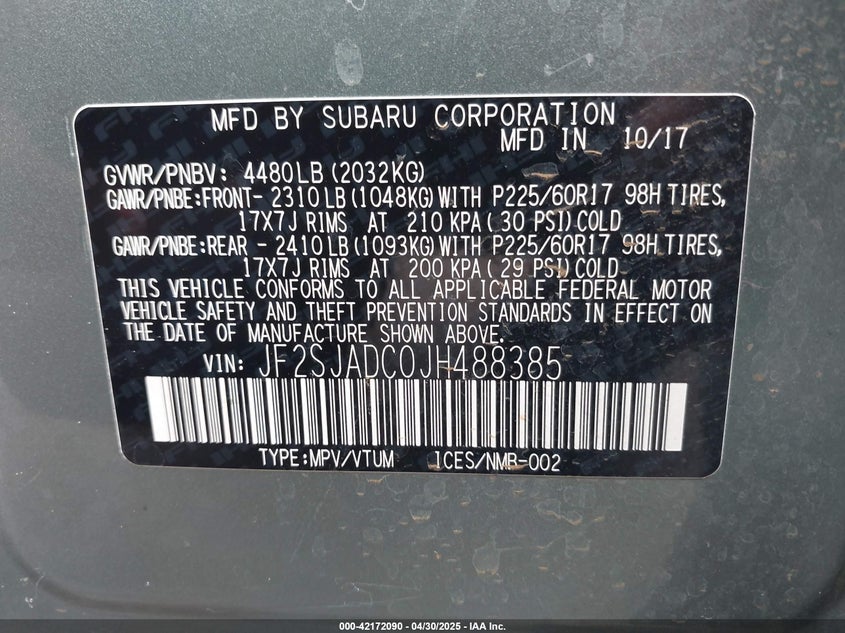 MFD BY SUBARU CORPORATION
MFD IN 10/17
GVWR/PNBV: 4480LB(2032KG)
GAWR/PNBE:FRONT- 2310LB(1048KG)WITH P225/60R17 98H TIRES,
17X7J RIMS AT 210 KPA( 30 PSI)COLD
GAWR/PNBE:REAR - 2410LB(1093KG)WITH P225/60R17 98H TIRES,
17X7J RIMS AT 200 KPA( 29 PSI)COLD
THIS VEHICLE CONFORMS TO ALL APPLICABLE FEDERAL MOTOR
VEHICLE SAFETY AND THEFT PREVENTION STANDARDS IN EFFECT ON
THE DATE OF MANUFACTURE SHOWN ABOVE.
VIN: JF2SJADC0JH488385
TYPE:MPV/VTUM ICES/NMB-002
000-42172090 - 04/30/2025 - IAA Inc.